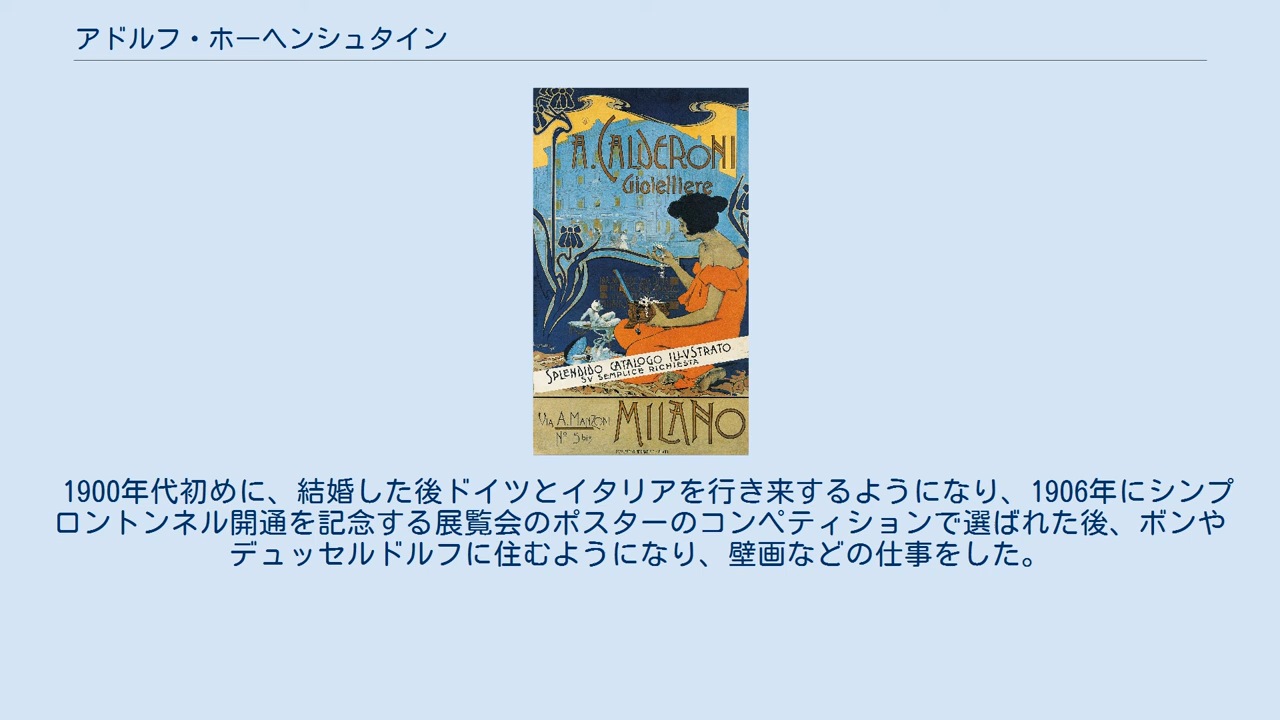 アドルフ・ホーヘンシュタイン
A. CALDERONI
Gioielliere
SPLENDIDO CATALOGO ILLVSTRATO
SV SEMPLICE RICHIESTA
VIA A. MANZONI
Nº 5 bis
MILANO
1900年代初めに、結婚した後ドイツとイタリアを行き来するようになり、1906年にシンプ
ロントンネル開通を記念する展覧会のポスターのコンペティションで選ばれた後、ボンや
デュッセルドルフに住むようになり、壁画などの仕事をした。